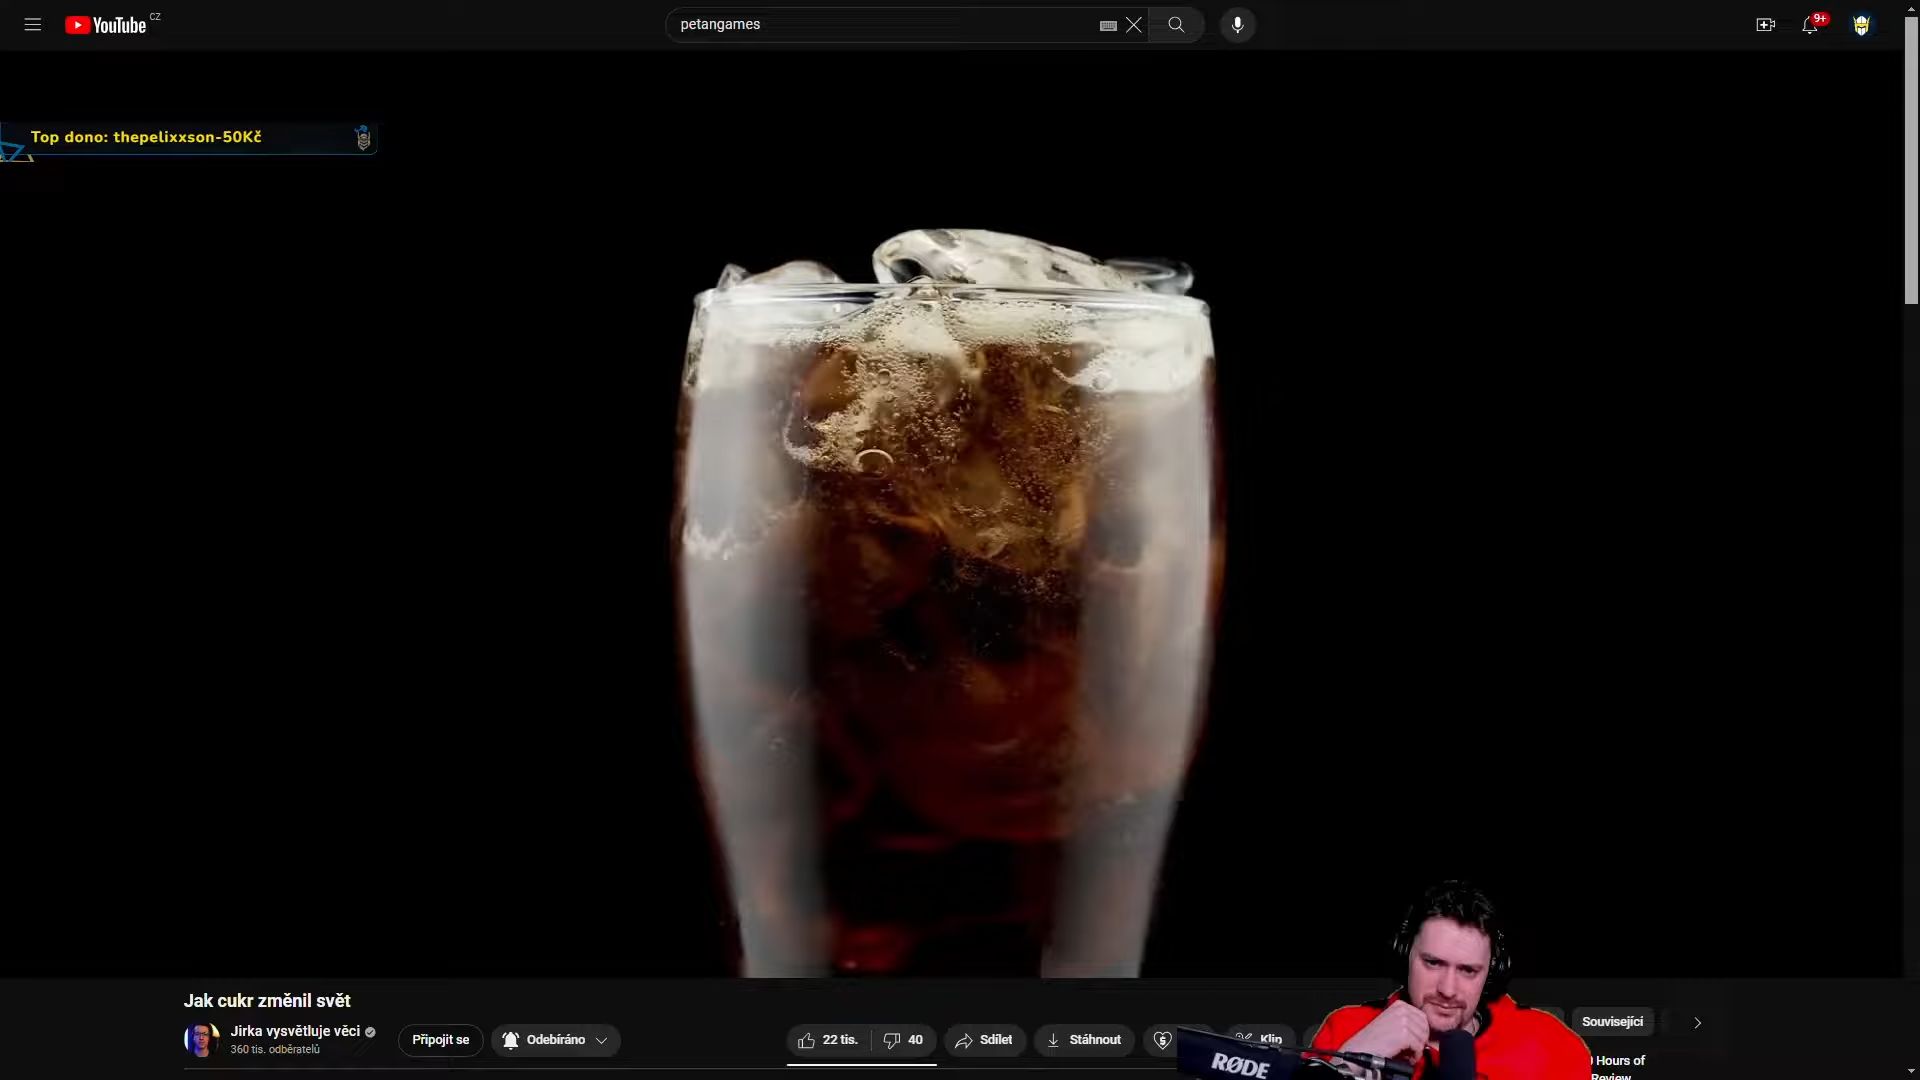 YouTube CZ
petangames
9+
Top dono: thepelixxson-50Kč
Jak cukr změnil svět
Jirka vysvětluje věci
360 tis. odběratelů
Připojit se
Odebíráno
22 tis.
40
Sdílet
Stáhnout
Klip
Související
Hours of
Review
RØDE